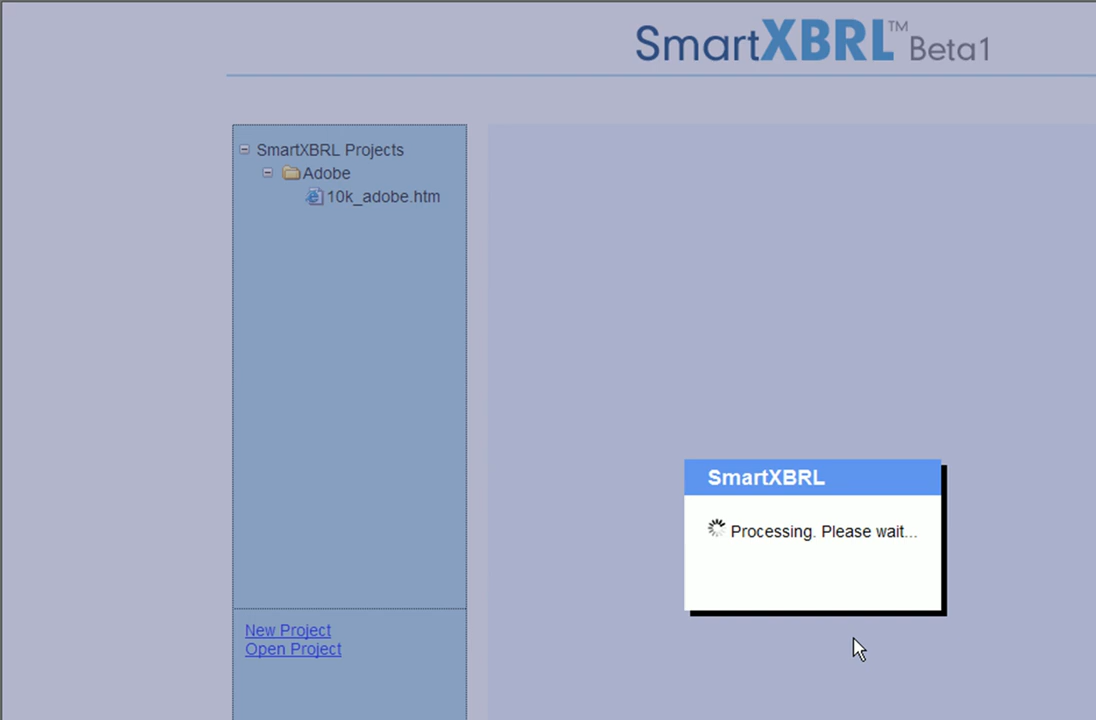 SmartXBRL™ Beta1
SmartXBRL Projects
Adobe
10k_adobe.htm
SmartXBRL
Processing. Please wait...
New Project
Open Project